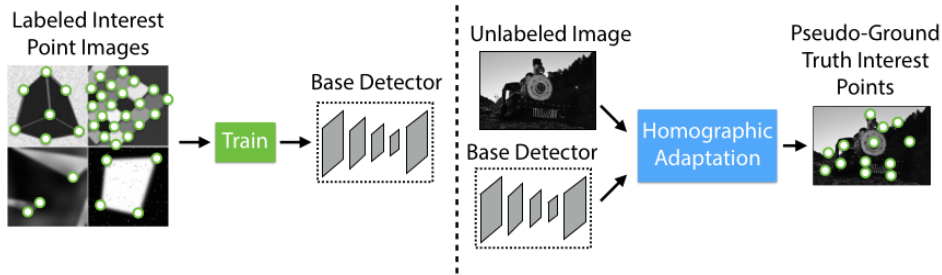 Labeled Interest
Point Images
Base Detector
Train
Unlabeled Image
Base Detector
Homographic
Adaptation
Pseudo-Ground
Truth Interest
Points